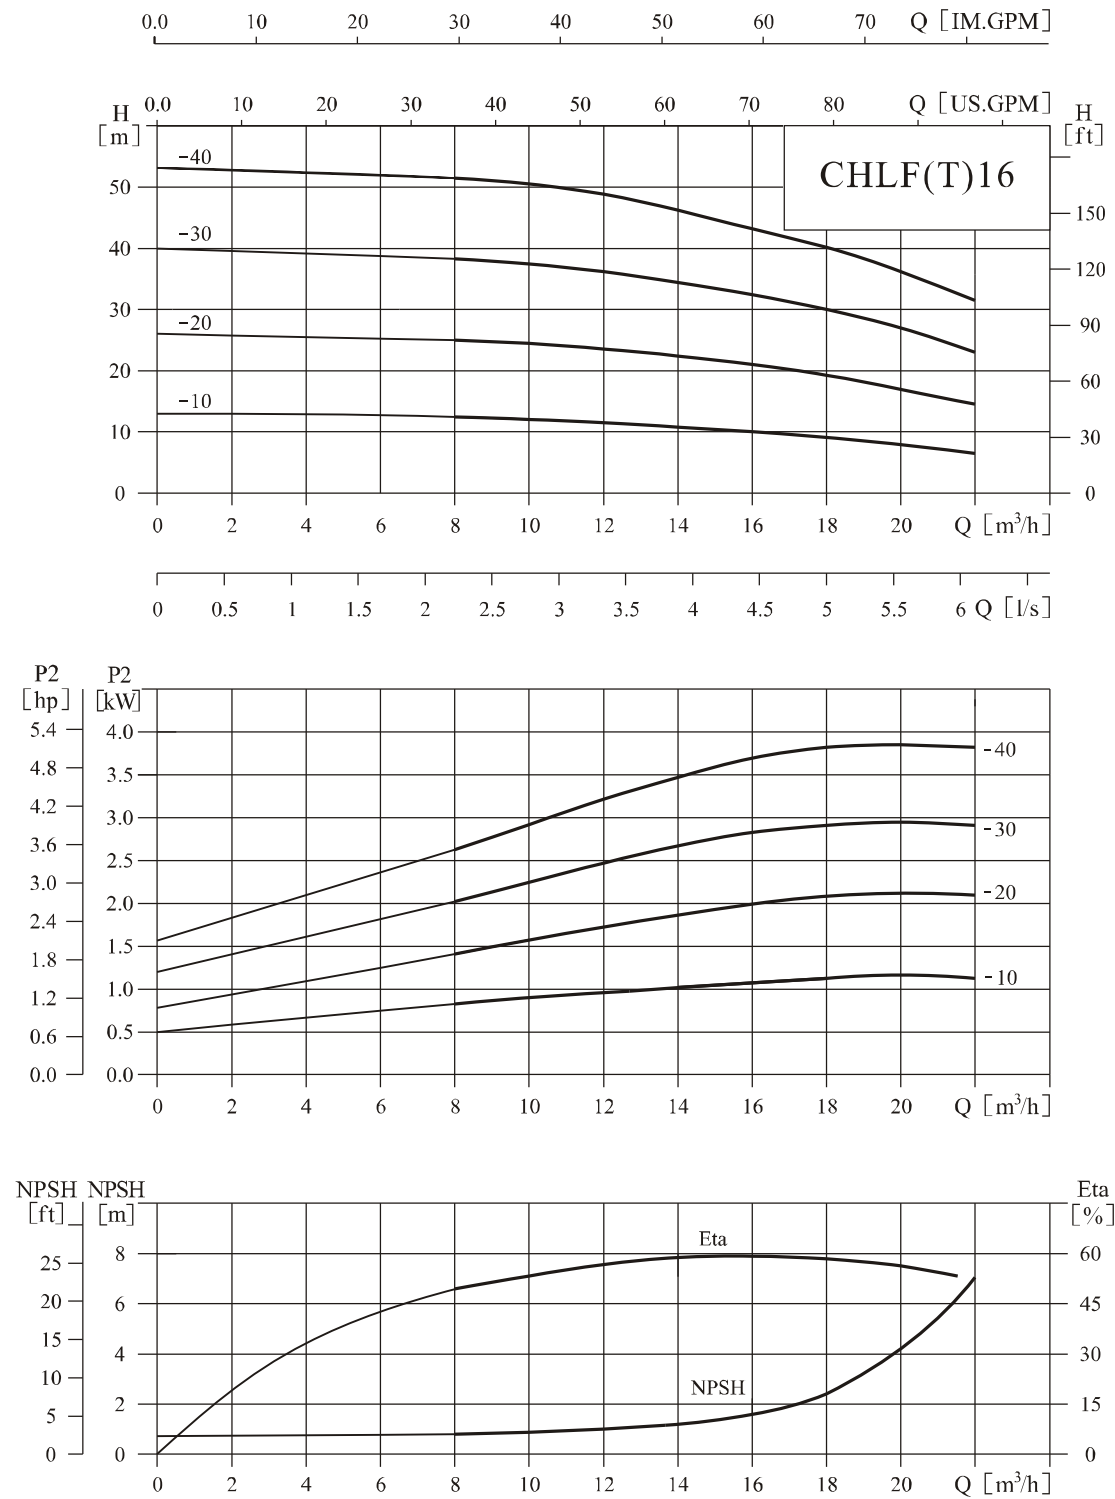 0.0 10 20 30 40 50 60 70 Q [IM.GPM]
0.0 10 20 30 40 50 60 70 80 Q [US.GPM]
H
[m]
H
[ft]
CHLF(T)16
-40
50
150
-30
40
120
30
90
-20
20
60
-10
10
30
0
0
0 2 4 6 8 10 12 14 16 18 20 Q [m³/h]
0 0.5 1 1.5 2 2.5 3 3.5 4 4.5 5 5.5 6 Q [l/s]
P2 P2
[hp] [kW]
5.4 4.0
-40
4.8 3.5
4.2 3.0
-30
3.6 2.5
3.0 2.0
-20
2.4 1.5
1.8 1.0
-10
1.2 0.5
0.6
0.0 0.0
0 2 4 6 8 10 12 14 16 18 20 Q [m³/h]
NPSH NPSH Eta
[ft] [m] [%]
Eta
25 8 60
20 6 45
15 4 30
10
NPSH
5 2 15
0 0 0
0 2 4 6 8 10 12 14 16 18 20 Q [m³/h]